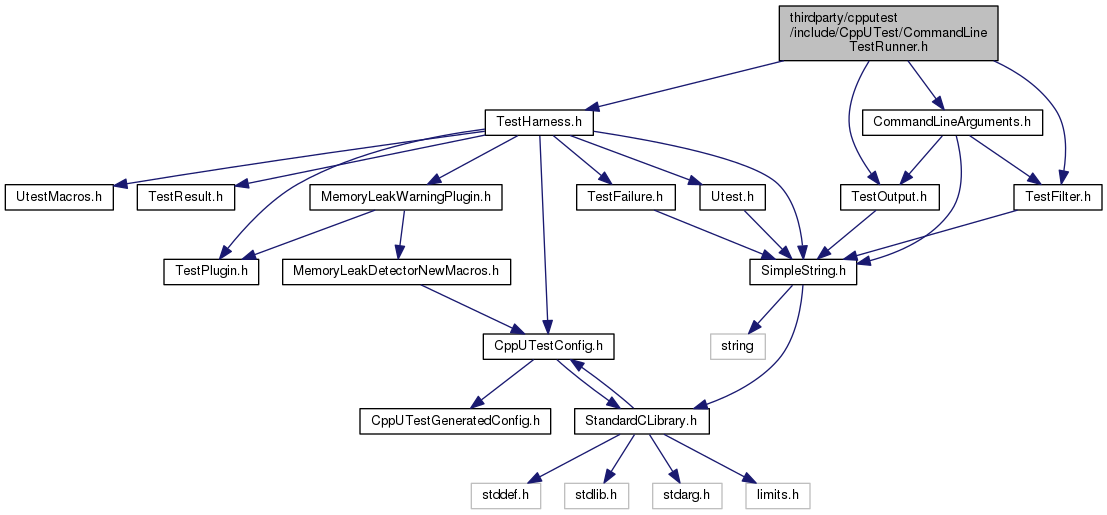 thirdparty/cpputest
/include/CppUTest/CommandLine
TestRunner.h
TestHarness.h
CommandLineArguments.h
UtestMacros.h
TestResult.h
MemoryLeakWarningPlugin.h
TestFailure.h
Utest.h
TestOutput.h
TestFilter.h
TestPlugin.h
MemoryLeakDetectorNewMacros.h
SimpleString.h
CppUTestConfig.h
string
CppUTestGeneratedConfig.h
StandardCLibrary.h
stddef.h
stdlib.h
stdarg.h
limits.h